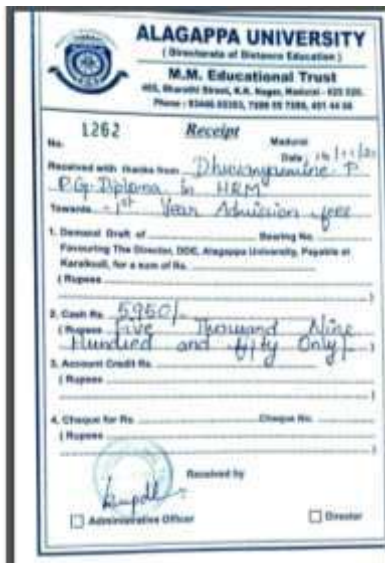 ALAGAPPA UNIVERSITY
( Directorate of Distance Education )
M.M. Educational Trust
Bharathi Street, K.K. Nagar, Madurai - 625 020.
No. 1262 Receipt Madurai
Date
Received with thanks from P
P.G. Diploma in HRM
Towards - 1st Year Admission fees
1. Demand Draft of Bearing No
Favouring The Director, DDE, Alagappa University, Payable at
Karaikudi, for a sum of Rs.
( Rupees
)
2. Cash Rs 5950/-
( Rupees Five Thousand Nine
Hundred and fifty Only/- )
3. Account Credit Rs.
( Rupees
)
4. Cheque for Rs Cheque No.
( Rupees
)
Received by
Administrative Officer Director